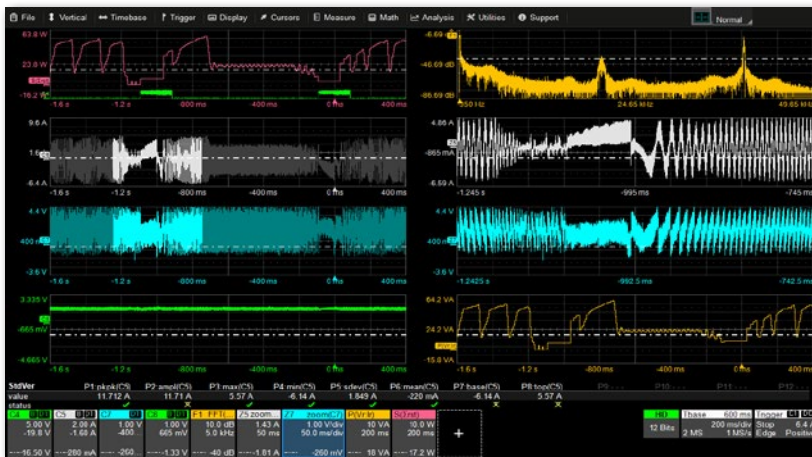 File Vertical Timebase Trigger Display Cursors Measure Math Analysis Utilities Support Normal
63.8 W
23.8 W
-16.2 W
-1.6 s -1.2 s -800 ms -400 ms 0 ms 400 ms
-6.69 dB
-46.69 dB
-86.69 dB
350 Hz 24.65 kHz 49.65 kHz
9.6 A
-6.4 A
-1.6 s -1.2 s -800 ms -400 ms 0 ms 400 ms
4.86 A
-865 mA
-6.59 A
-1.245 s -995 ms -745 ms
4.4 V
400 mV
-3.6 V
-1.6 s -1.2 s -800 ms -400 ms 0 ms 400 ms
4.4 V
400 mV
-3.6 V
-1.2425 s -992.5 ms -742.5 ms
3.335 V
-665 mV
-4.665 V
-1.6 s -1.2 s -800 ms -400 ms 0 ms 400 ms
64.2 VA
24.2 VA
-15.8 VA
-1.6 s -1.2 s -800 ms -400 ms 0 ms 400 ms
P1:pkpk(C5) P2:ampl(C5) P3:max(C5) P4:min(C5) P5:sdev(C5) P6:mean(C5) P7:base(C5) P8:top(C5) P9:- - - P10:- - - P11:- - - P12:- - -
value 11.712 A 11.71 A 5.57 A -6.14 A 1.849 A -220 mA -6.14 A 5.57 A
status
C4 C5 C7 C8 F1 FFT(... Z5 zoom... Z7 zoom(C7) HD Tbase 600 ms Trigger
5.00 V 2.00 A 1.00 V 1.00 V 10.0 dB 1.43 A 1.00 V/div 10 VA 10.0 W 12 Bits 200 ms/div Stop
-19.8 V -1.60 A -400... 665 mV 5.0 kHz 50 ms 50.0 ms/div 200 ms 200 ms 2 MS 1 MS/s Edge Positive
-16.50 V -280 mA -260... -1.33 V -40 dB -1.81 A -260 mV -18 VA -17.2 W
+